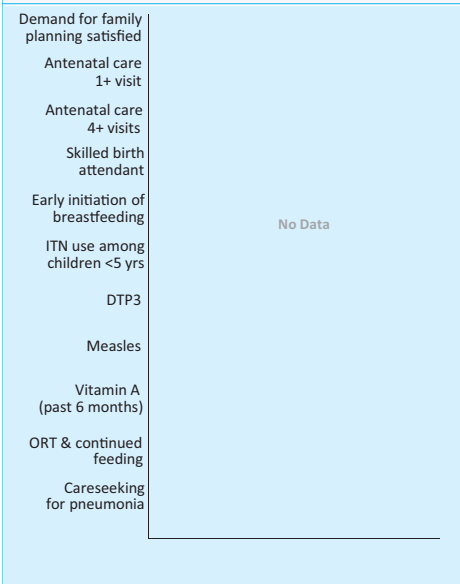 Demand for family
planning satisfied
Antenatal care
1+ visit
Antenatal care
4+ visits
Skilled birth
attendant
Early initiation of
breastfeeding
No Data
ITN use among
children <5 yrs
DTP3
Measles
Vitamin A
(past 6 months)
ORT & continued
feeding
Careseeking
for pneumonia